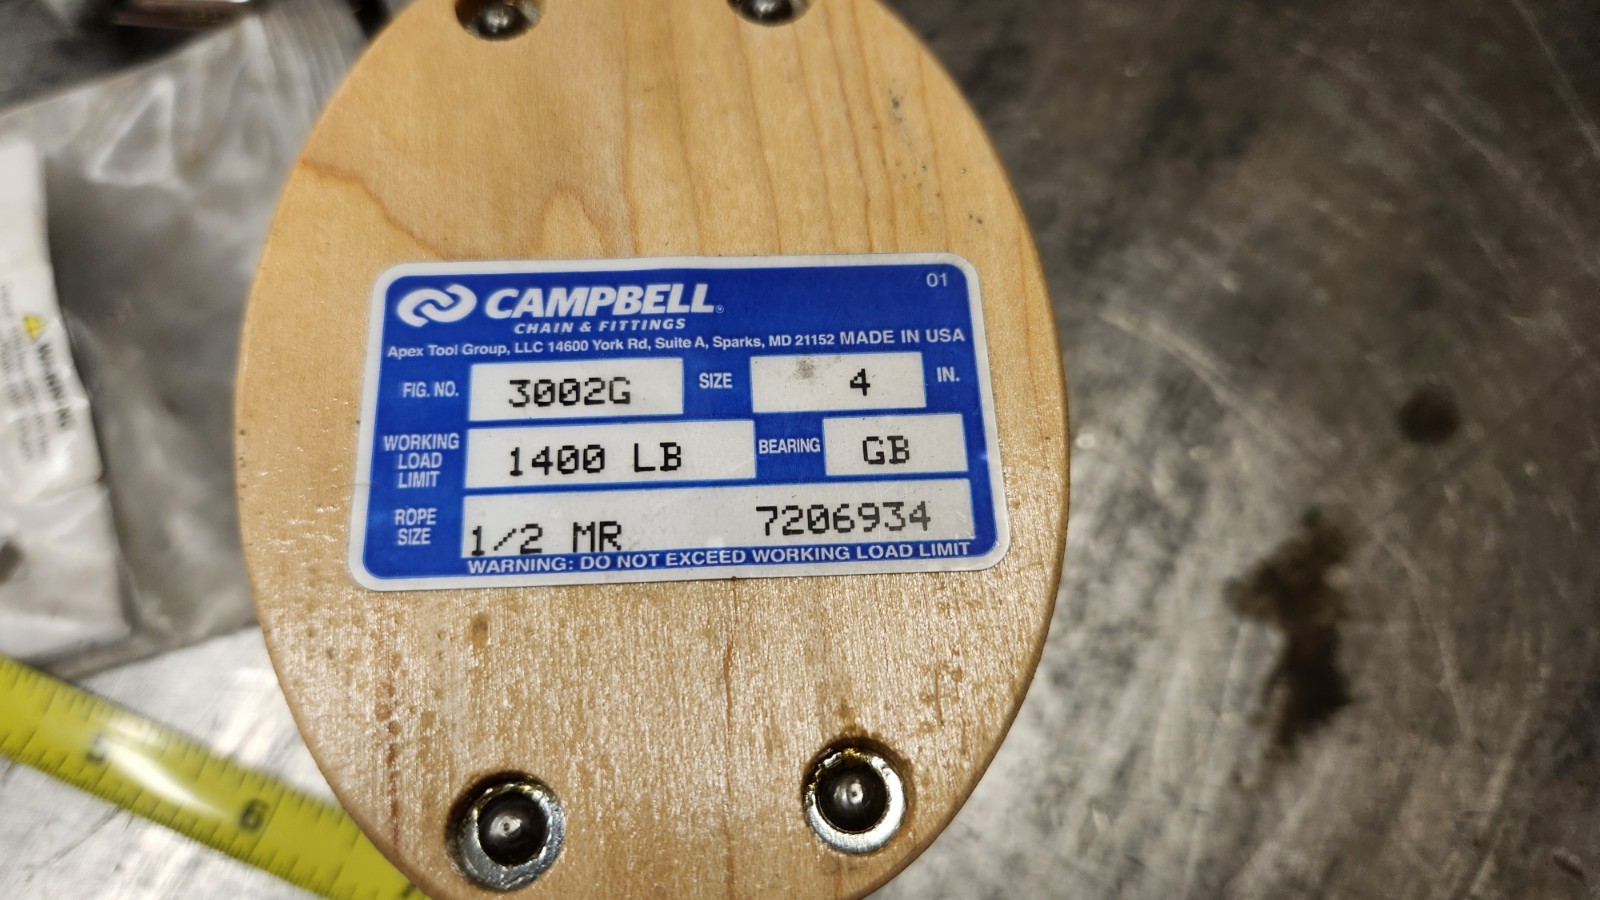 01
CAMPBELL®
CHAIN & FITTINGS
Apex Tool Group, LLC 14600 York Rd, Suite A, Sparks, MD 21152 MADE IN USA
FIG. NO. 3002G SIZE 4 IN.
WORKING LOAD LIMIT 1400 LB BEARING GB
ROPE SIZE 1/2 MR 7206934
WARNING: DO NOT EXCEED WORKING LOAD LIMIT
5
6